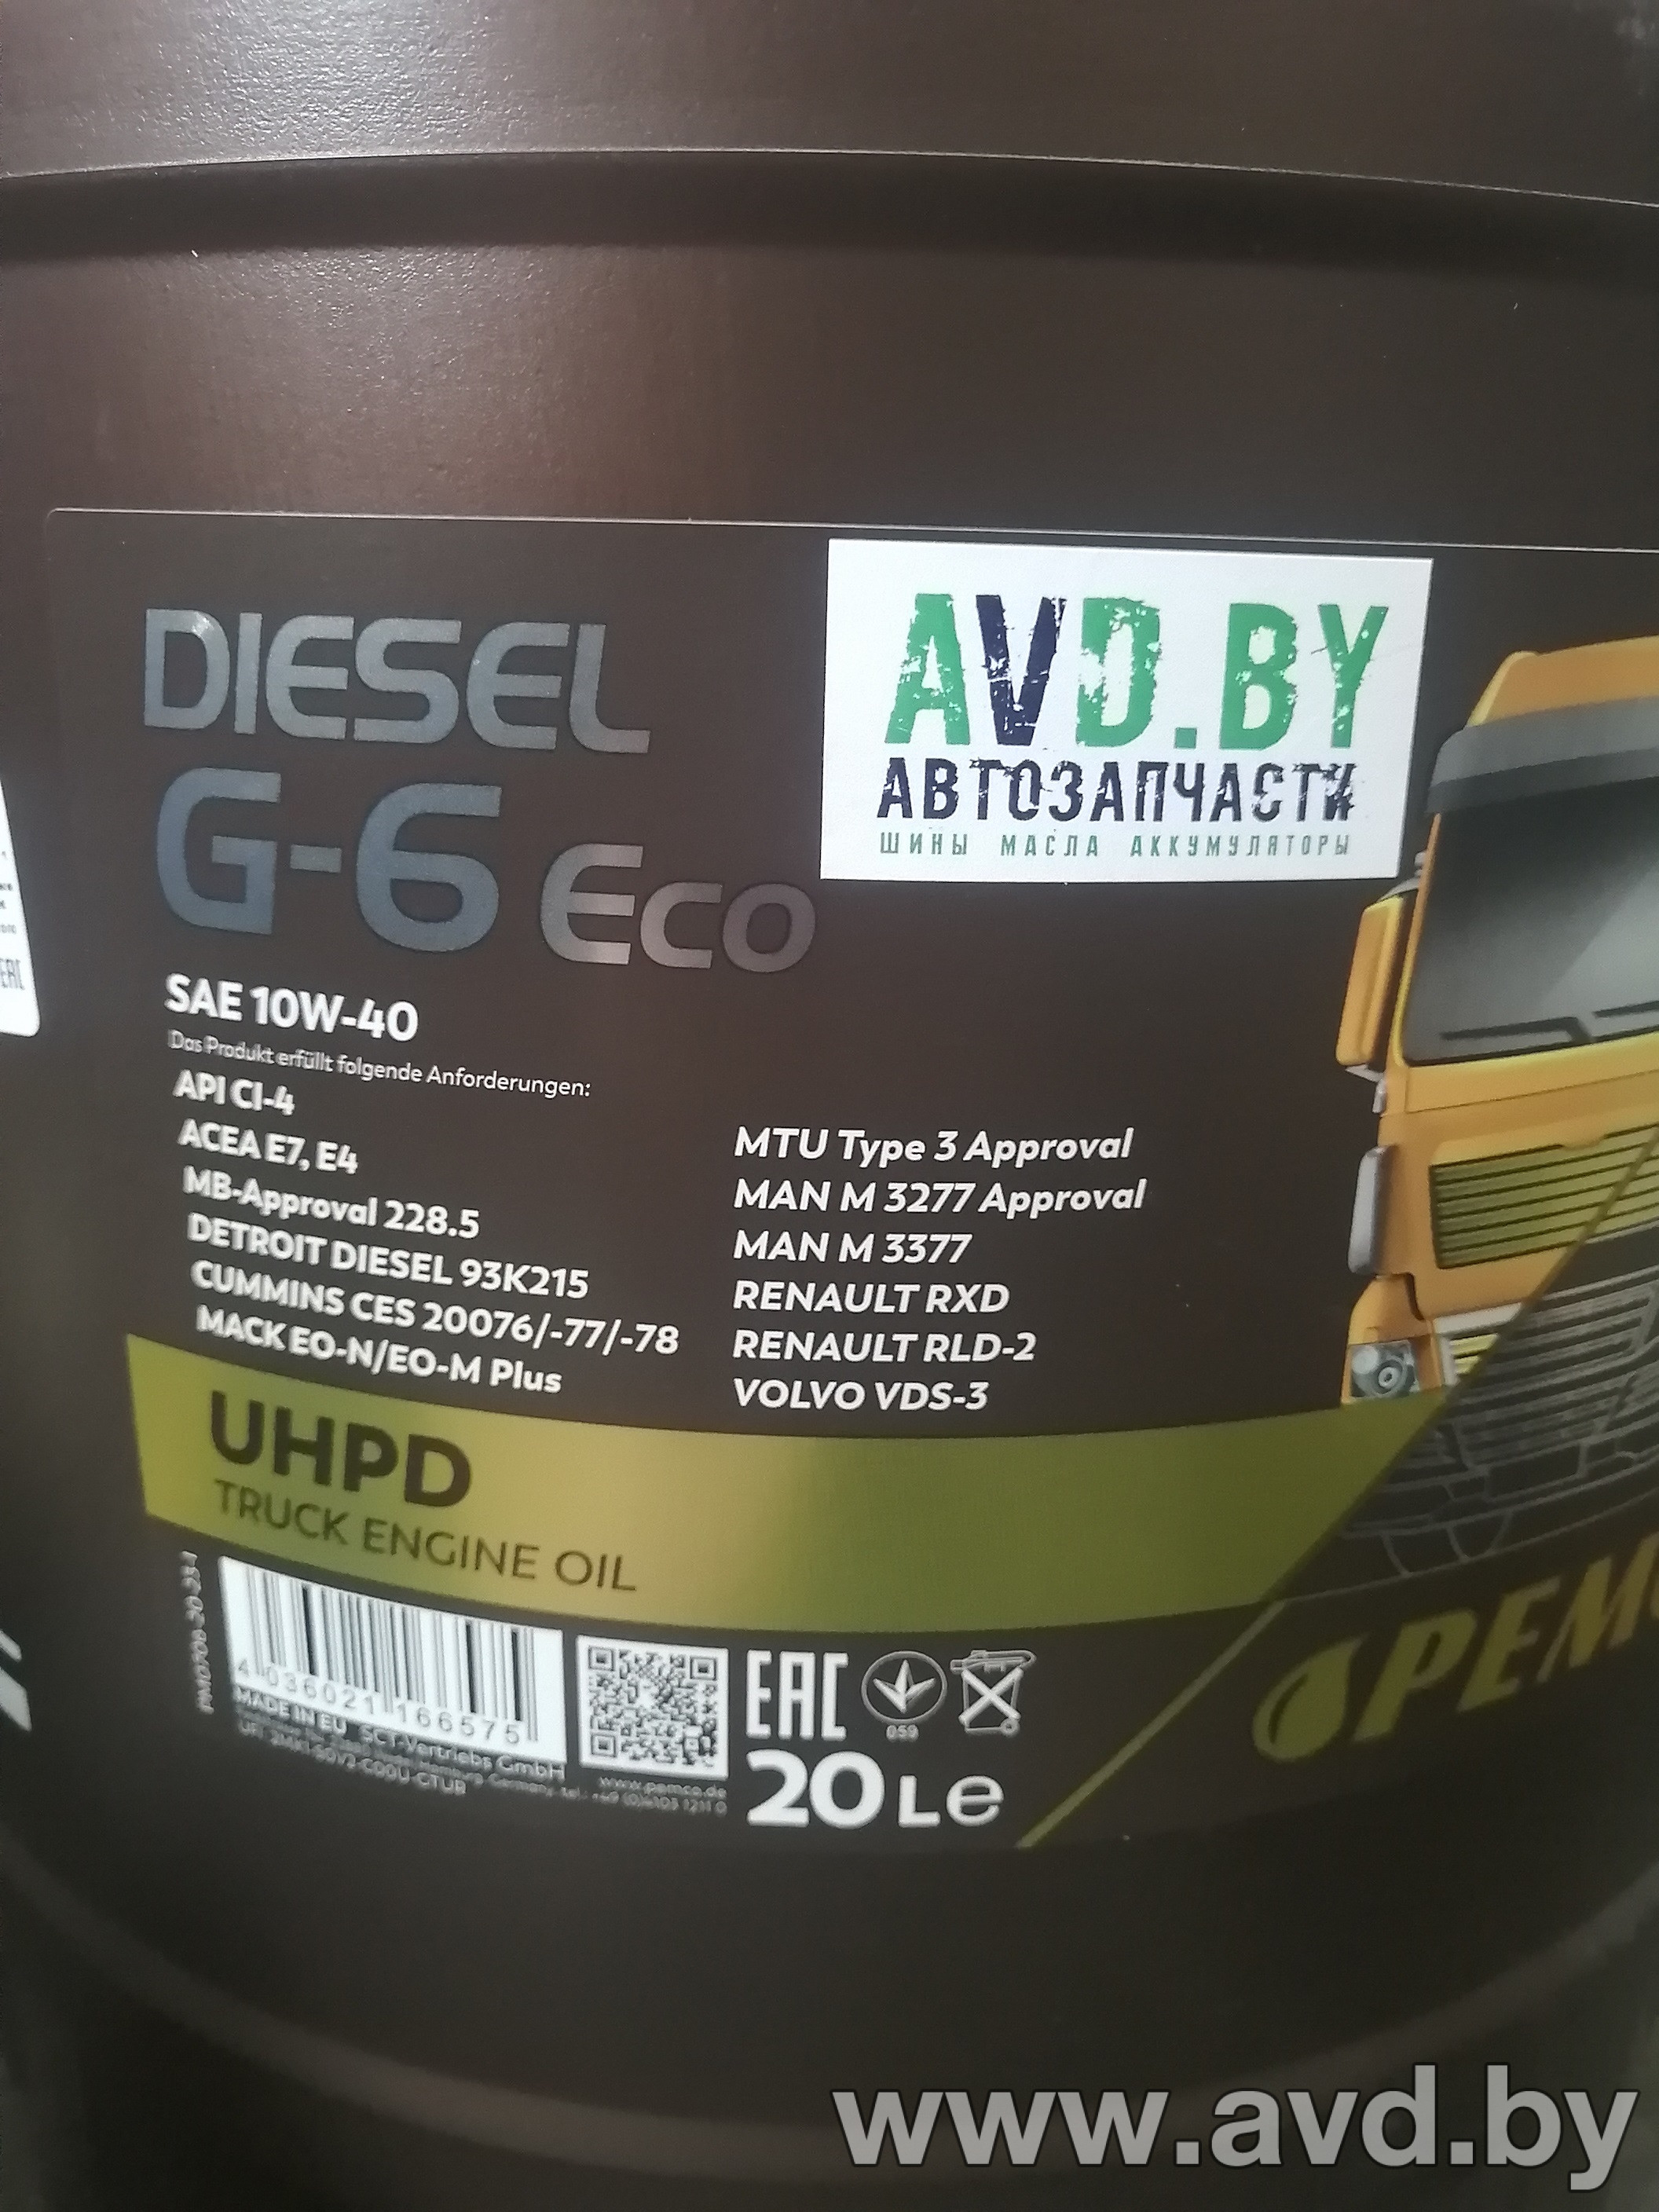 AVD.BY
АВТОЗАПЧАСТИ
ШИНЫ МАСЛА АККУМУЛЯТОРЫ
DIESEL
G-6 Eco
SAE 10W-40
Das Produkt erfüllt folgende Anforderungen:
API CI-4
ACEA E7, E4
MB-Approval 228.5
DETROIT DIESEL 93K215
CUMMINS CES 20076/-77/-78
MACK EO-N/EO-M Plus
MTU Type 3 Approval
MAN M 3277 Approval
MAN M 3377
RENAULT RXD
RENAULT RLD-2
VOLVO VDS-3
UHPD
TRUCK ENGINE OIL
4 036021 166575
MADE IN EU SCT-Vertriebs GmbH
www.pemco.de
EAC
059
20 L e
PEM
www.avd.by